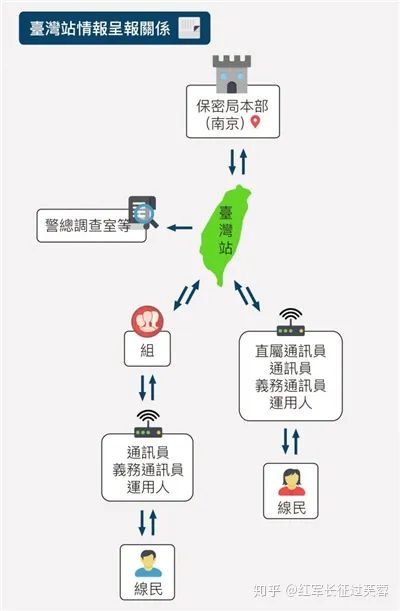 臺灣站情報呈報關係
保密局本部
(南京)
臺
灣
站
警總調查室等
組
直屬通訊員
通訊員
義務通訊員
運用人
通訊員
義務通訊員
運用人
線民
線民
知乎 @红军长征过芙蓉